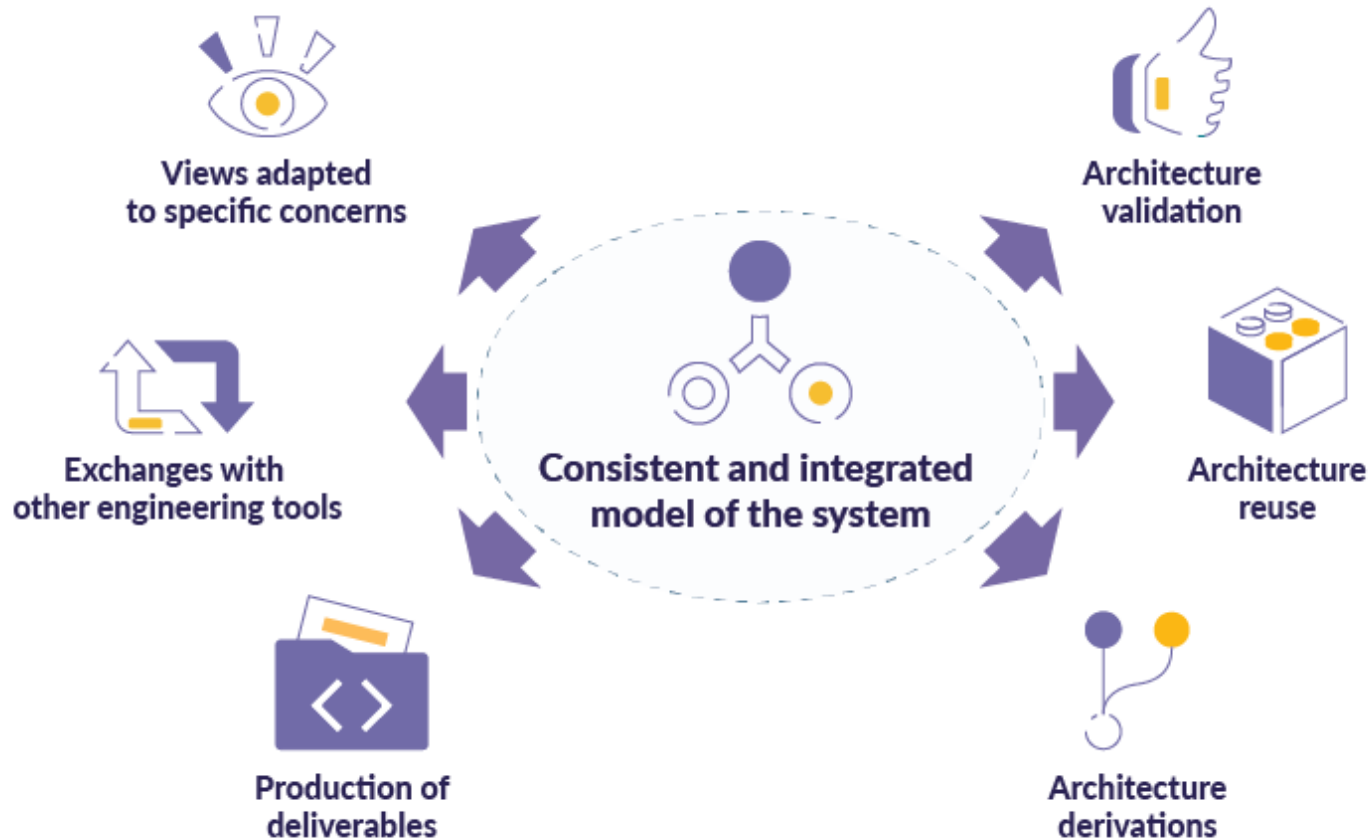 Views adapted
to specific concerns
Architecture
validation
Exchanges with
other engineering tools
Consistent and integrated
model of the system
Architecture
reuse
Production of
deliverables
Architecture
derivations